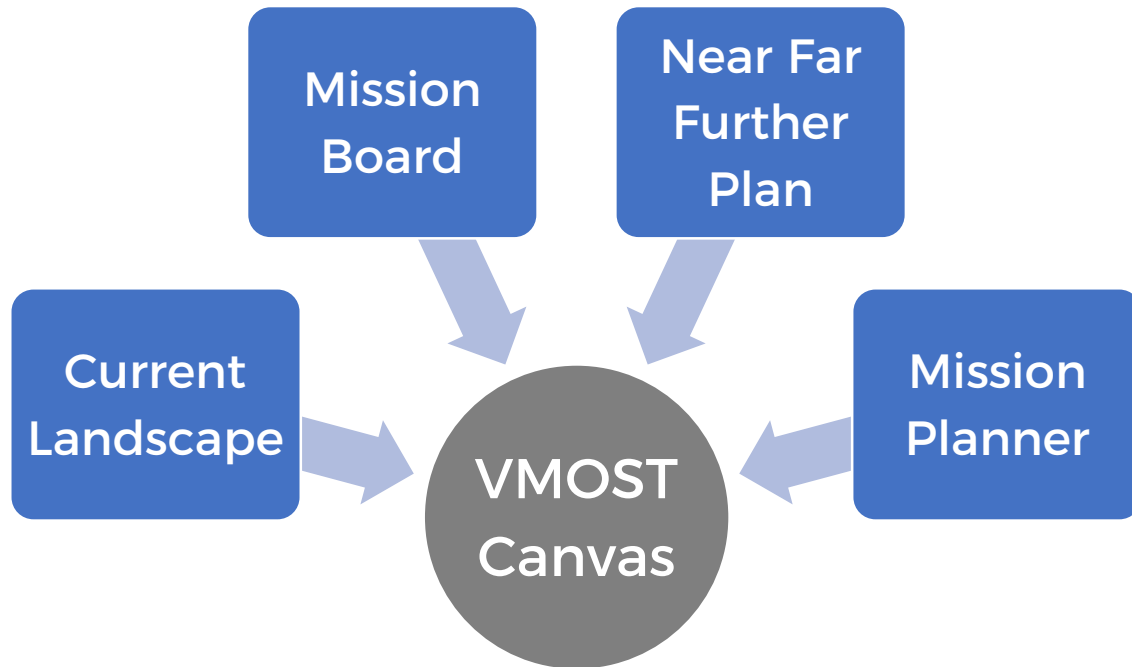 Mission
Board
Near Far
Further
Plan
Current
Landscape
Mission
Planner
VMOST
Canvas